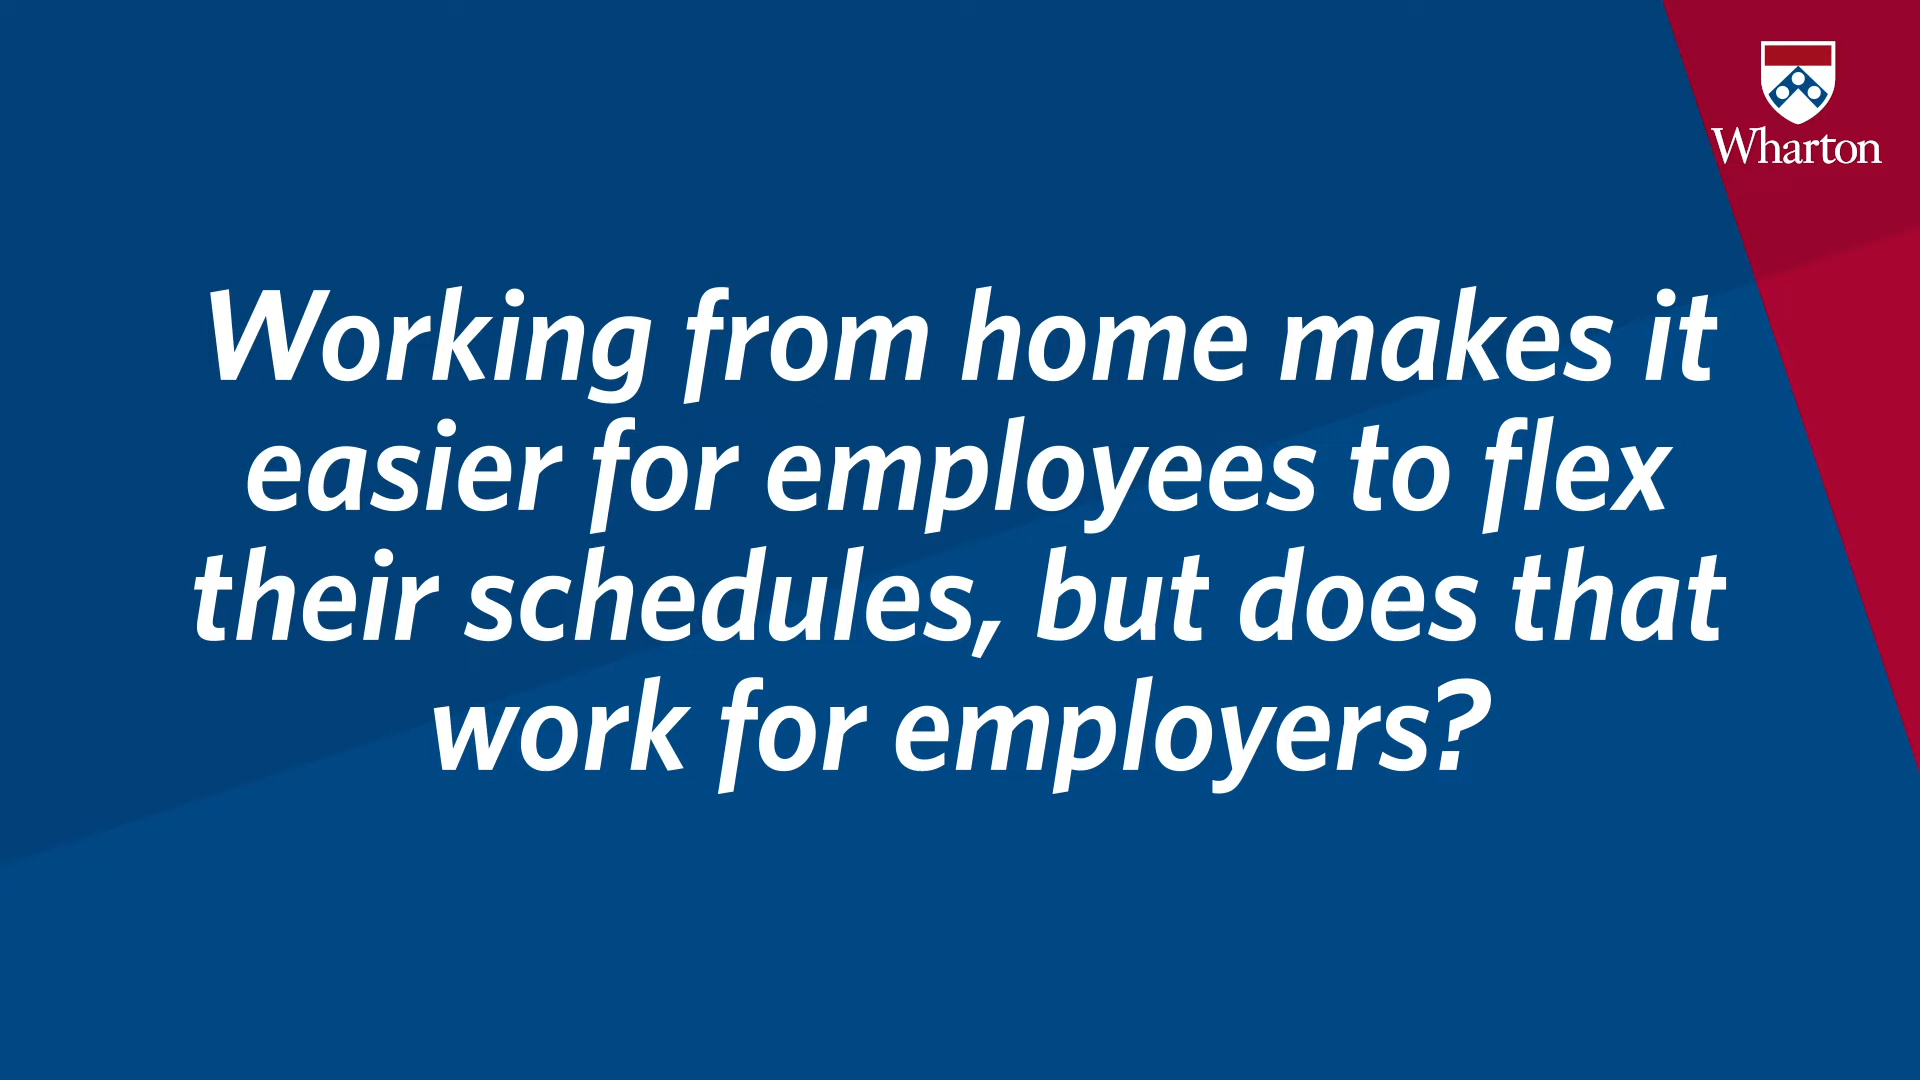 Wharton
Working from home makes it
easier for employees to flex
their schedules, but does that
work for employers?